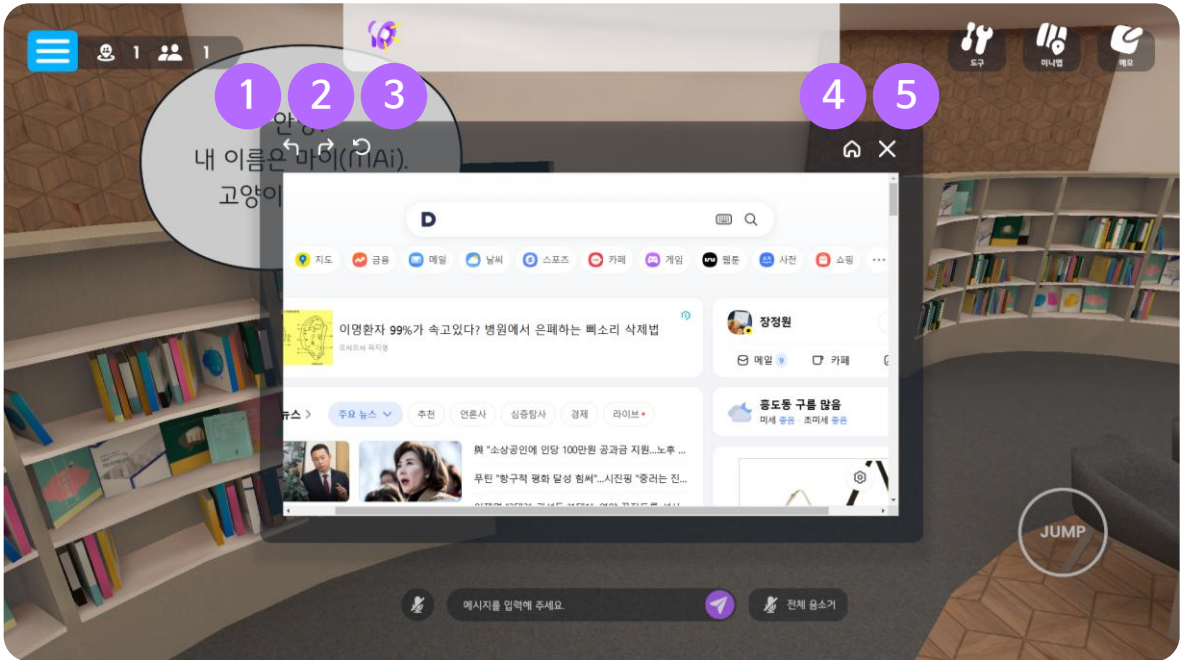 1 1
도구 미니맵 메모
1 2 3 4 5
안녕!
내 이름은 마이(MAi).
고양이
D
지도 금융 메일 날씨 스포츠 카페 게임 웹툰 사전 쇼핑 ...
이명환자 99%가 속고있다? 병원에서 은폐하는 삐소리 삭제법
장정원
메일 9 카페
뉴스 > 주요 뉴스 추천 언론사 심층탐사 경제 라이브
흥도동 구름 많음
미세 좋음 · 초미세 좋음
與 "소상공인에 인당 100만원 공과금 지원...노후 ...
푸틴 "항구적 평화 달성 힘써"...시진핑 "중러는 진...
JUMP
메시지를 입력해 주세요.
전체 음소거